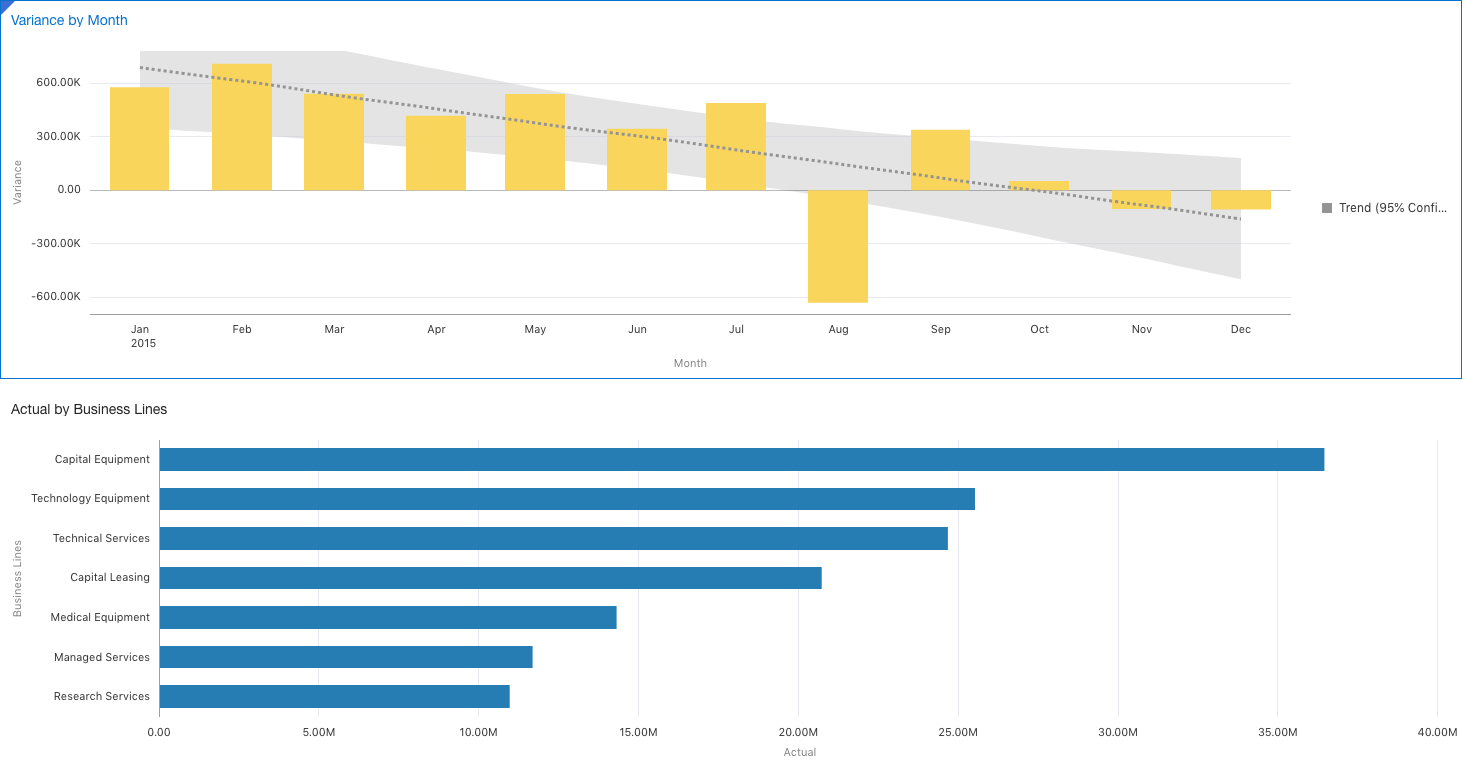 Variance by Month
600.00K
300.00K
0.00
-300.00K
-600.00K
Variance
Jan Feb Mar Apr May Jun Jul Aug Sep Oct Nov Dec
2015
Month
Trend (95% Confi...
Actual by Business Lines
Business Lines
Capital Equipment
Technology Equipment
Technical Services
Capital Leasing
Medical Equipment
Managed Services
Research Services
0.00 5.00M 10.00M 15.00M 20.00M 25.00M 30.00M 35.00M 40.00M
Actual